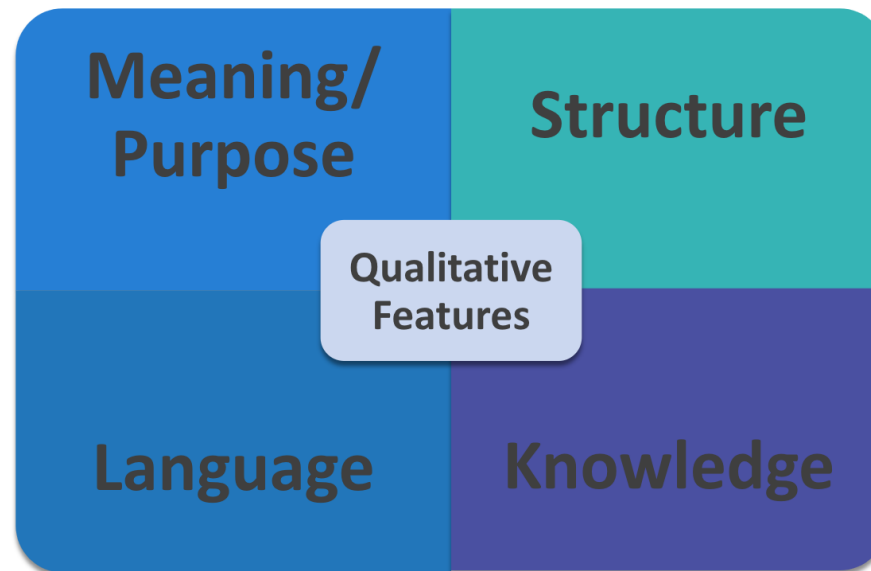 Meaning/
Purpose
Structure
Qualitative
Features
Language
Knowledge